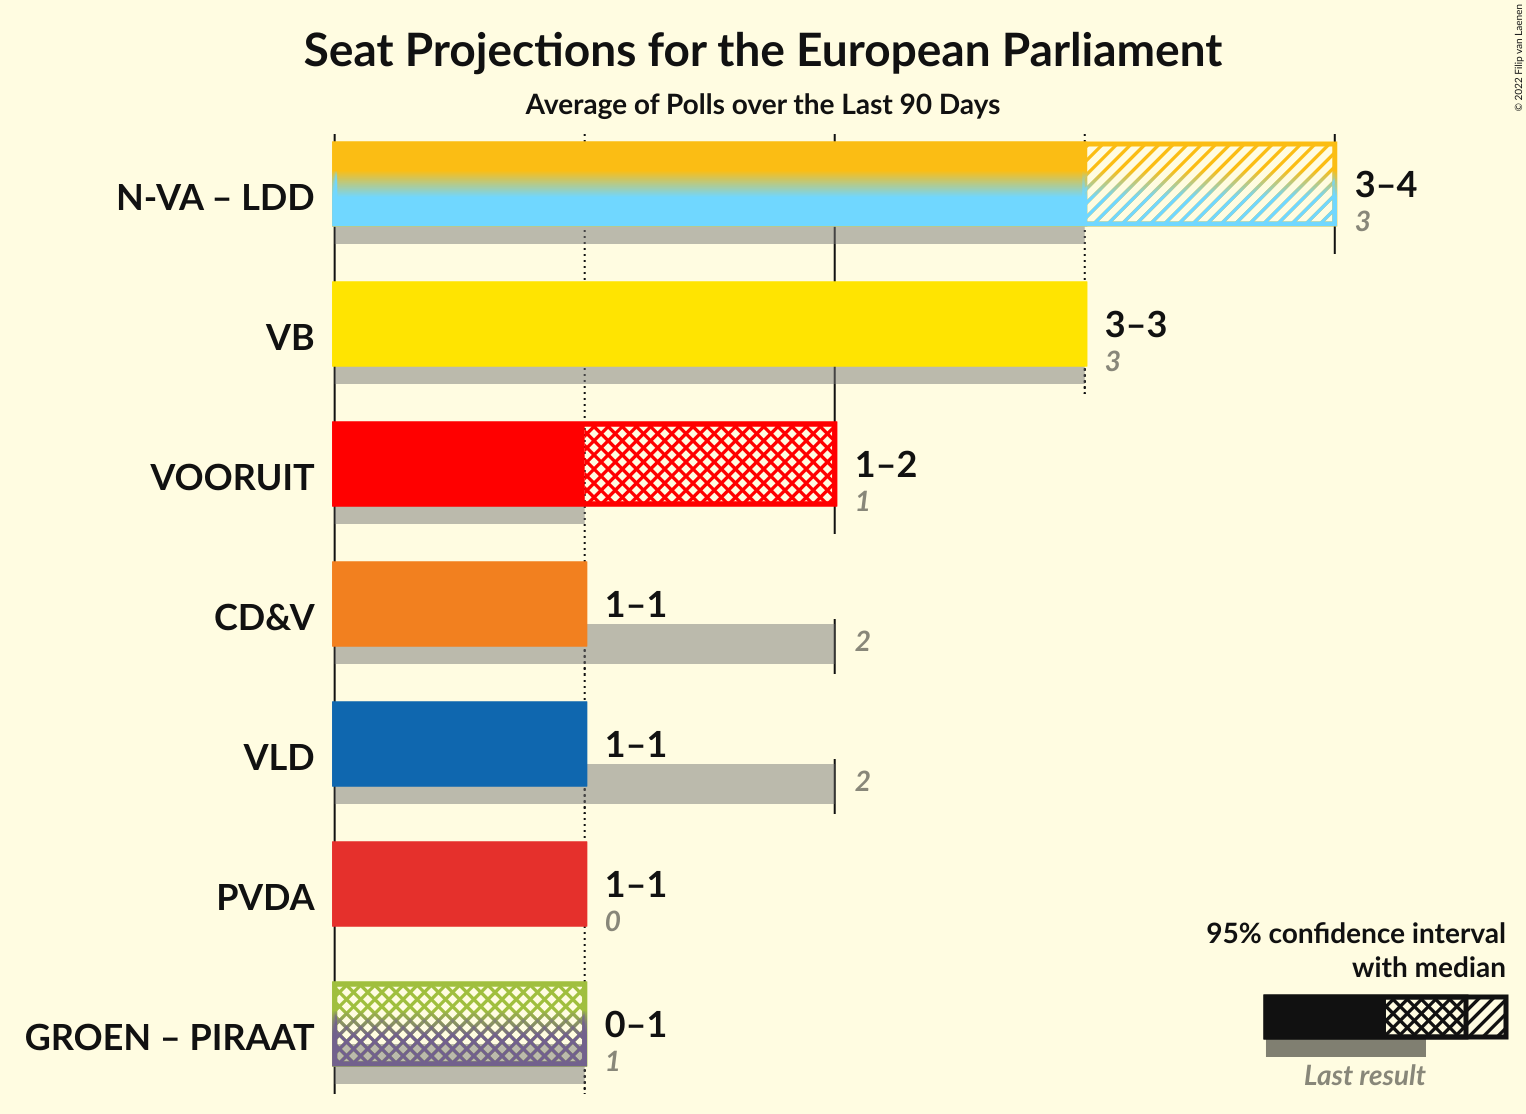 Seat Projections for the European Parliament
Average of Polls over the Last 90 Days
© 2022 Filip van Laenen
N-VA – LDD
3–4
3
VB
3–3
3
VOORUIT
1–2
1
CD&V
1–1
2
VLD
1–1
2
PVDA
1–1
0
GROEN – PIRAAT
0–1
1
95% confidence interval
with median
Last result